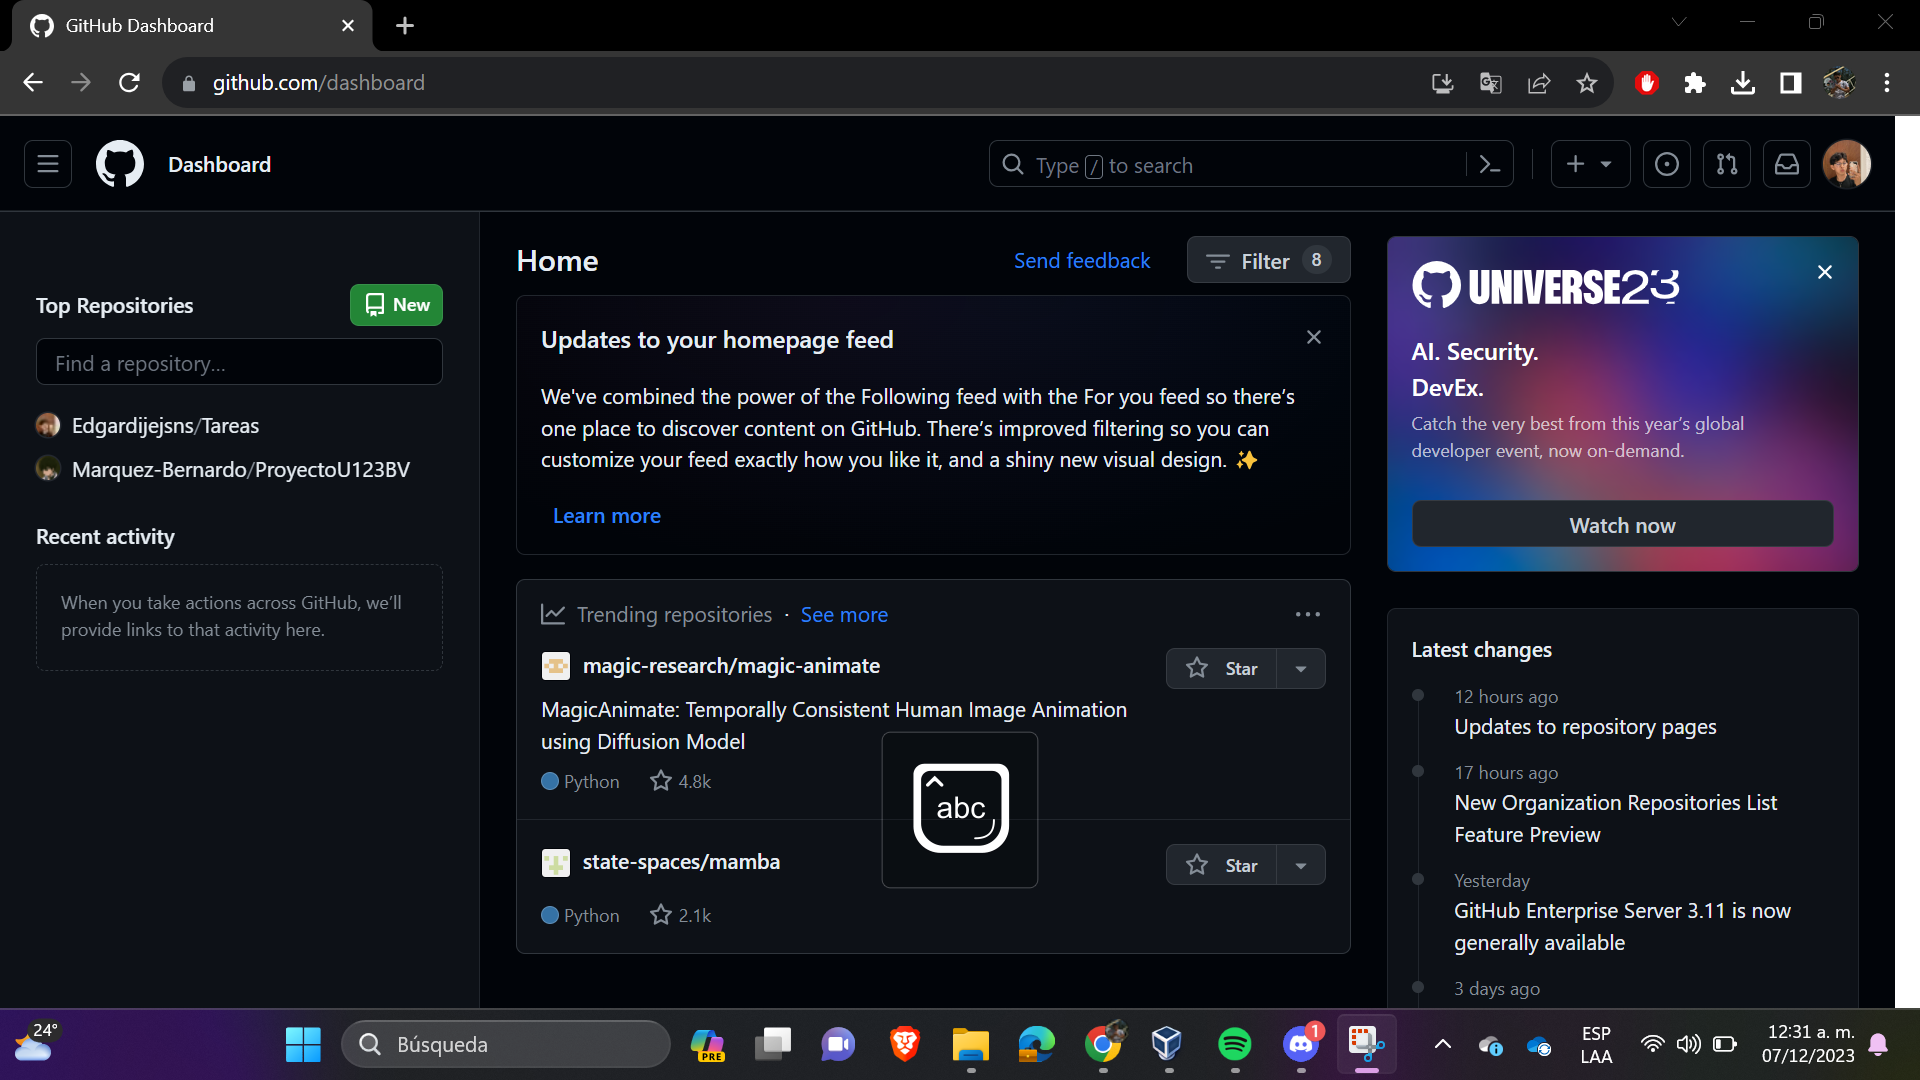 GitHub Dashboard
github.com/dashboard
Dashboard
Type / to search
Top Repositories
New
Find a repository...
Edgardijejsns/Tareas
Marquez-Bernardo/ProyectoU123BV
Recent activity
When you take actions across GitHub, we’ll
provide links to that activity here.
Home
Send feedback
Filter 8
Updates to your homepage feed
We've combined the power of the Following feed with the For you feed so there’s
one place to discover content on GitHub. There’s improved filtering so you can
customize your feed exactly how you like it, and a shiny new visual design. ✨
Learn more
Trending repositories · See more
magic-research/magic-animate
Star
MagicAnimate: Temporally Consistent Human Image Animation
using Diffusion Model
Python 4.8k
abc
state-spaces/mamba
Star
Python 2.1k
UNIVERSE23
AI. Security.
DevEx.
Catch the very best from this year’s global
developer event, now on-demand.
Watch now
Latest changes
12 hours ago
Updates to repository pages
17 hours ago
New Organization Repositories List
Feature Preview
Yesterday
GitHub Enterprise Server 3.11 is now
generally available
3 days ago
24°
Búsqueda
PRE
1
ESP
LAA
12:31 a. m.
07/12/2023